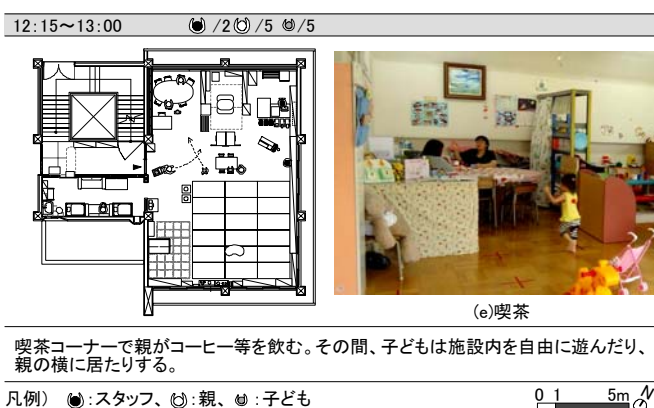 12:15～13:00 /2 /5 /5
(e)喫茶
喫茶コーナーで親がコーヒー等を飲む。その間、子どもは施設内を自由に遊んだり、
親の横に居たりする。
凡例） :スタッフ、 :親、 :子ども
0 1 5m N